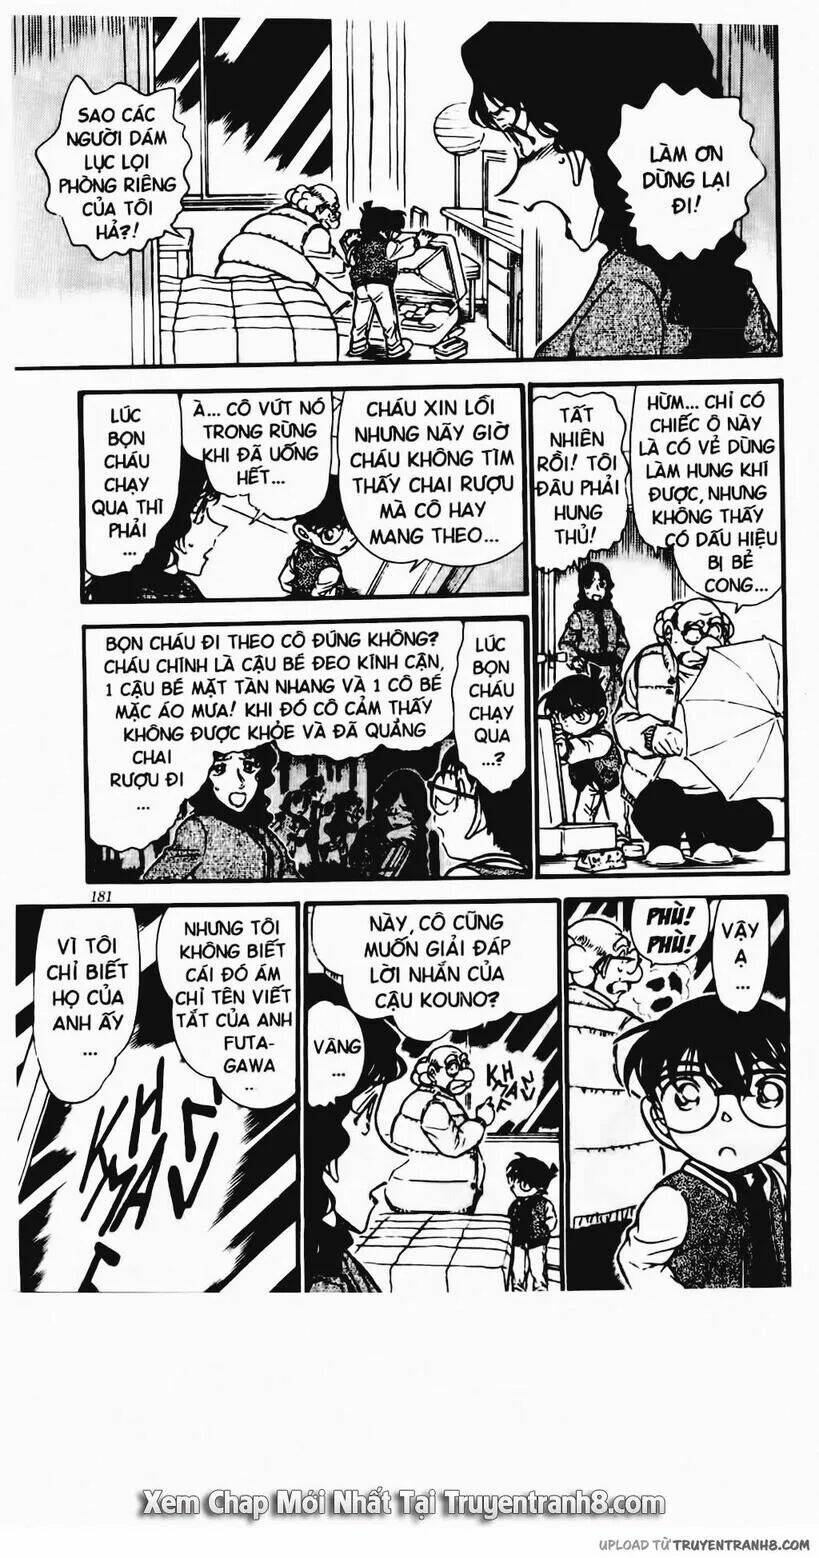 LÀM ƠN
DỪNG LẠI
ĐI!
SAO CÁC
NGƯỜI DÁM
LỤC LỌI
PHÒNG RIÊNG
CỦA TÔI
HẢ?!
HỪM... CHỈ CÓ
CHIẾC Ô NÀY
LÀ CÓ VẺ DÙNG
LÀM HUNG KHÍ
ĐƯỢC, NHƯNG
KHÔNG THẤY
CÓ DẤU HIỆU
BỊ BẺ
CONG...
TẤT
NHIÊN
RỒI! TÔI
ĐÂU PHẢI
HUNG
THỦ!
CHÁU XIN LỖI
NHƯNG NÃY GIỜ
CHÁU KHÔNG TÌM
THẤY CHAI RƯỢU
MÀ CÔ HAY
MANG THEO...
À... CÔ VỨT NÓ
TRONG RỪNG
KHI ĐÃ UỐNG
HẾT...
LÚC
BỌN
CHÁU
CHẠY
QUA THÌ
PHẢI
...
LÚC
BỌN
CHÁU
CHẠY
QUA
...?
BỌN CHÁU ĐI THEO CÔ ĐÚNG KHÔNG?
CHÁU CHÍNH LÀ CẬU BÉ ĐEO KÍNH CẬN,
1 CẬU BÉ MẶT TÀN NHANG VÀ 1 CÔ BÉ
MẶC ÁO MƯA! KHI ĐÓ CÔ CẢM THẤY
KHÔNG ĐƯỢC KHỎE VÀ ĐÃ QUẲNG
CHAI
RƯỢU ĐI
...
181
VẬY
Ạ
...
PHÙ!
PHÙ!
NÀY, CÔ CŨNG
MUỐN GIẢI ĐÁP
LỜI NHẮN CỦA
CẬU KOUNO?
VÂNG
...
NHƯNG TÔI
KHÔNG BIẾT
CÁI ĐÓ ÁM
CHỈ TÊN VIẾT
TẮT CỦA ANH
FUTA-
GAWA
..
VÌ TÔI
CHỈ BIẾT
HỌ CỦA
ANH ẤY
...
Xem Chap Mới Nhất Tại Truyentranh8.com
UPLOAD TỪ TRUYENTRANH8.COM